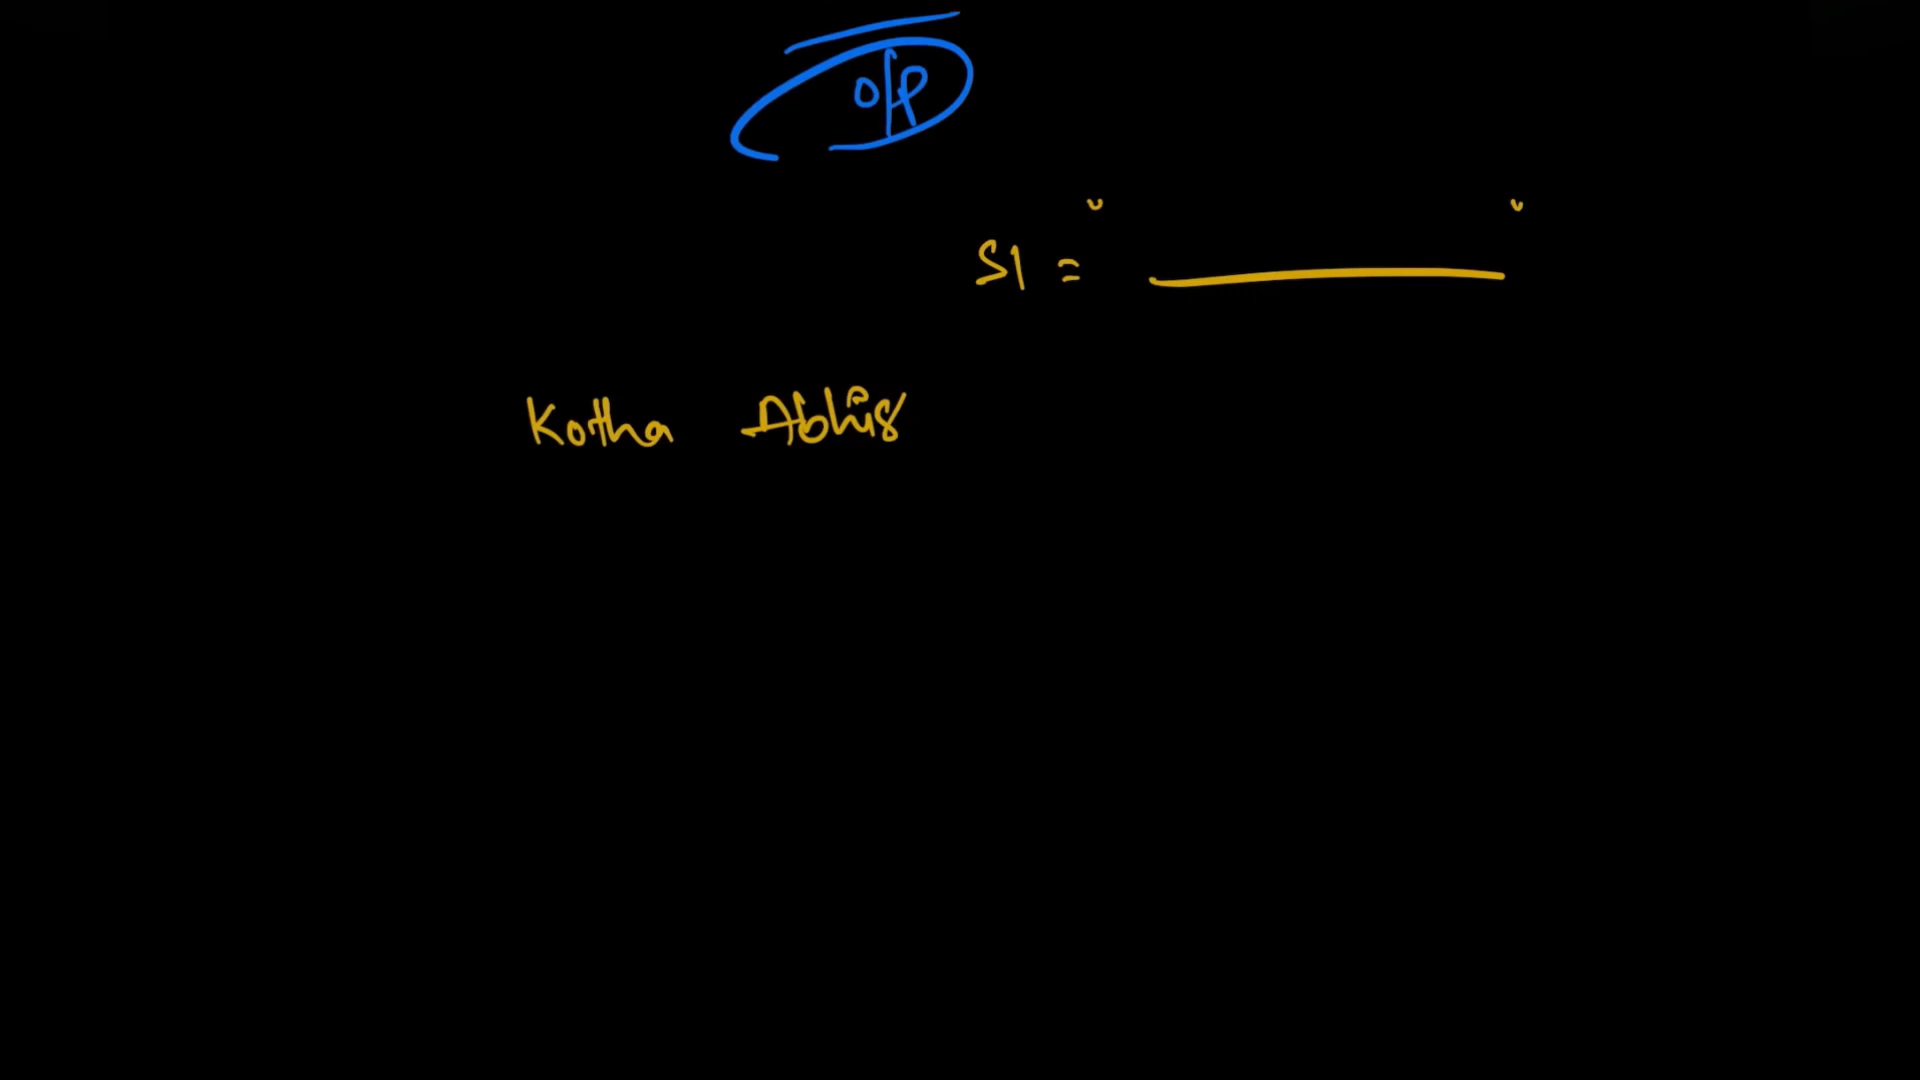 o/p
S1 = " "
Kotha Abhis